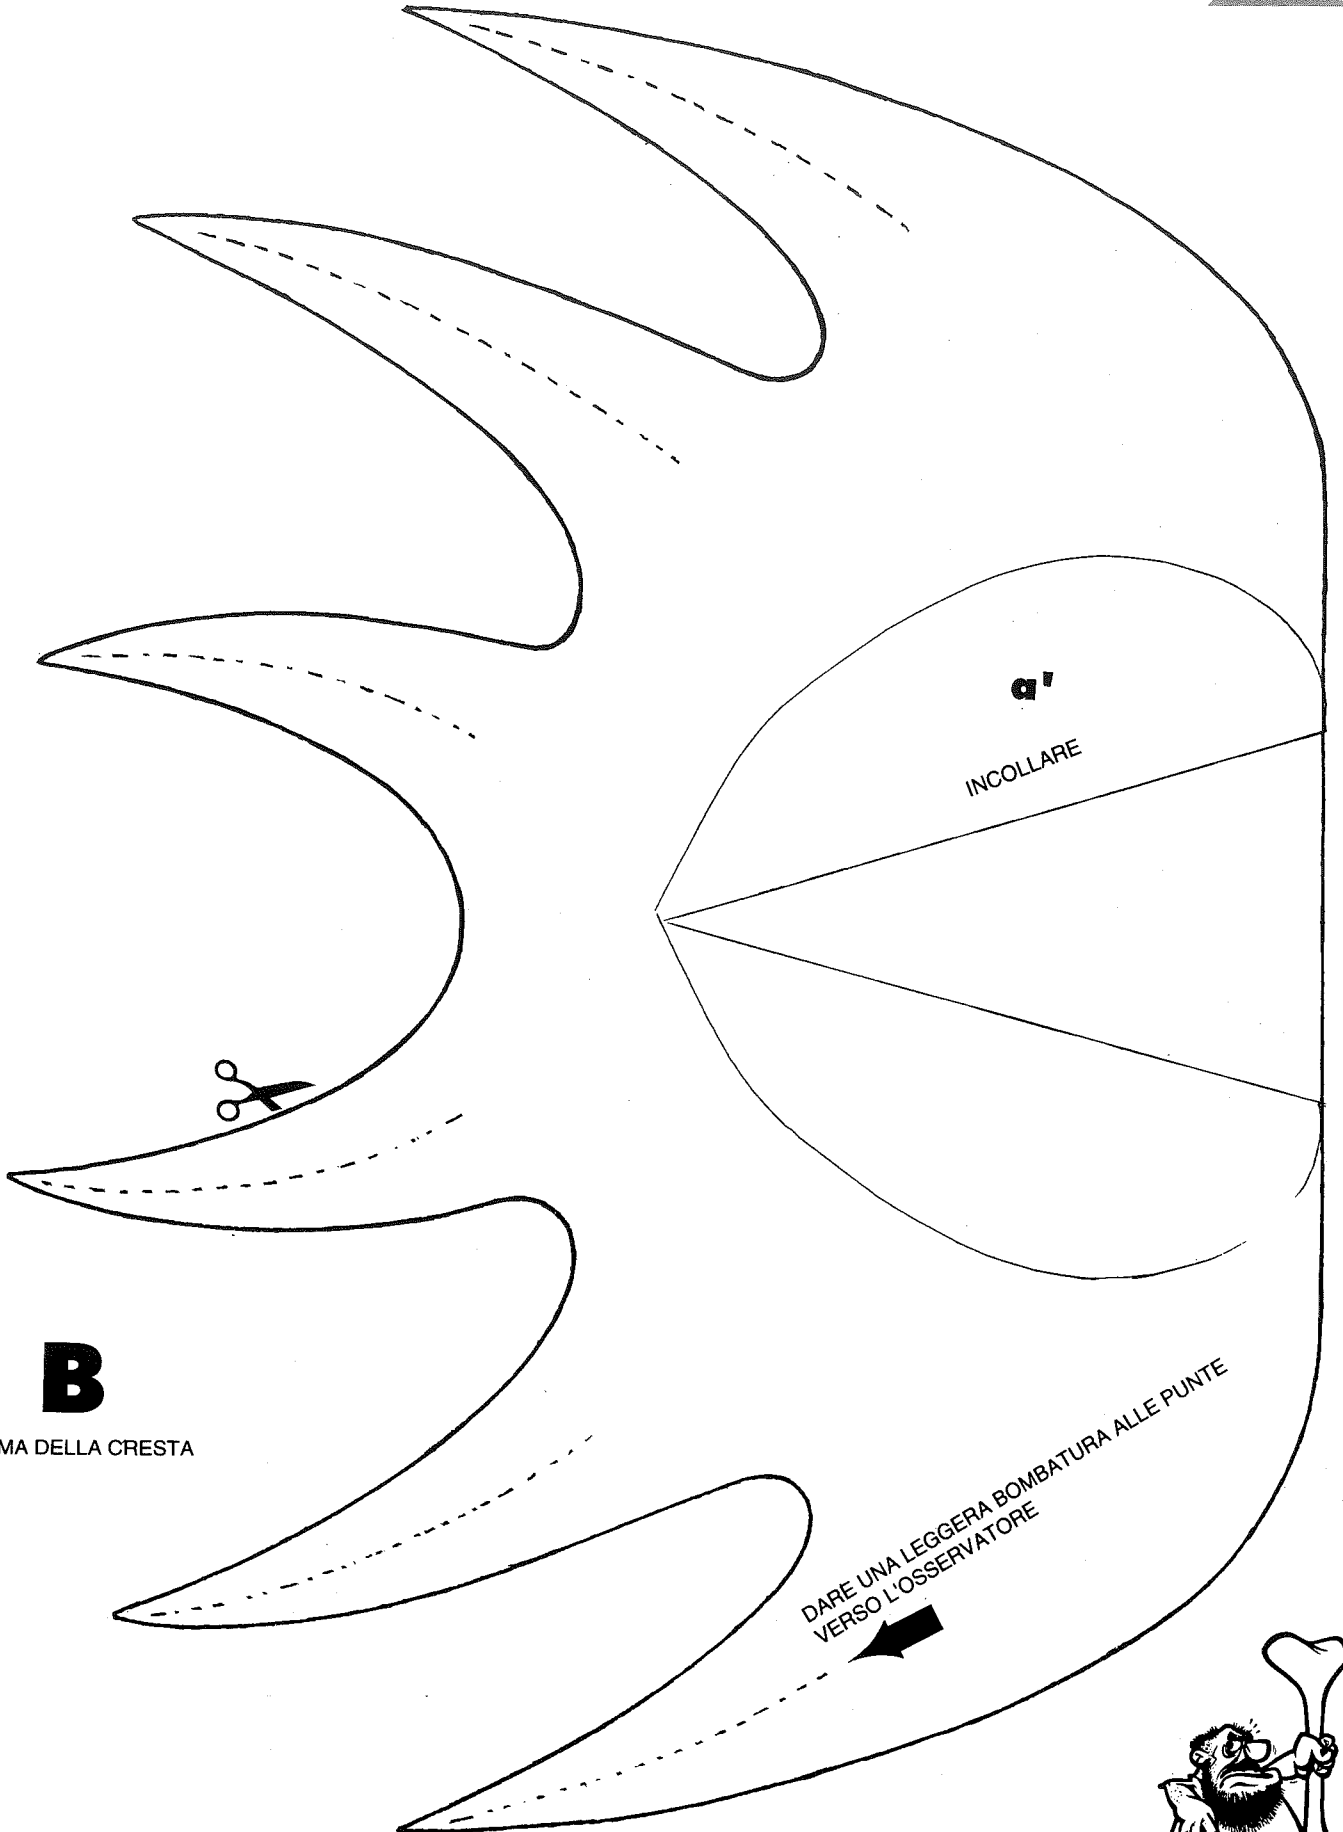 a'
INCOLLARE
B
MA DELLA CRESTA
DARE UNA LEGGERA BOMBATURA ALLE PUNTE
VERSO L'OSSERVATORE